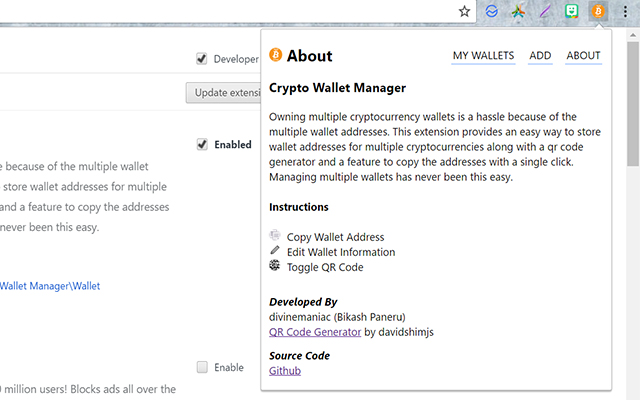 Developer
Update extensi
Enabled
e because of the multiple wallet
store wallet addresses for multiple
and a feature to copy the addresses
never been this easy.
Wallet Manager\Wallet
Enable
0 million users! Blocks ads all over the
About
MY WALLETS
ADD
ABOUT
Crypto Wallet Manager
Owning multiple cryptocurrency wallets is a hassle because of the
multiple wallet addresses. This extension provides an easy way to store
wallet addresses for multiple cryptocurrencies along with a qr code
generator and a feature to copy the addresses with a single click.
Managing multiple wallets has never been this easy.
Instructions
Copy Wallet Address
Edit Wallet Information
Toggle QR Code
Developed By
divinemaniac (Bikash Paneru)
QR Code Generator by davidshimjs
Source Code
Github